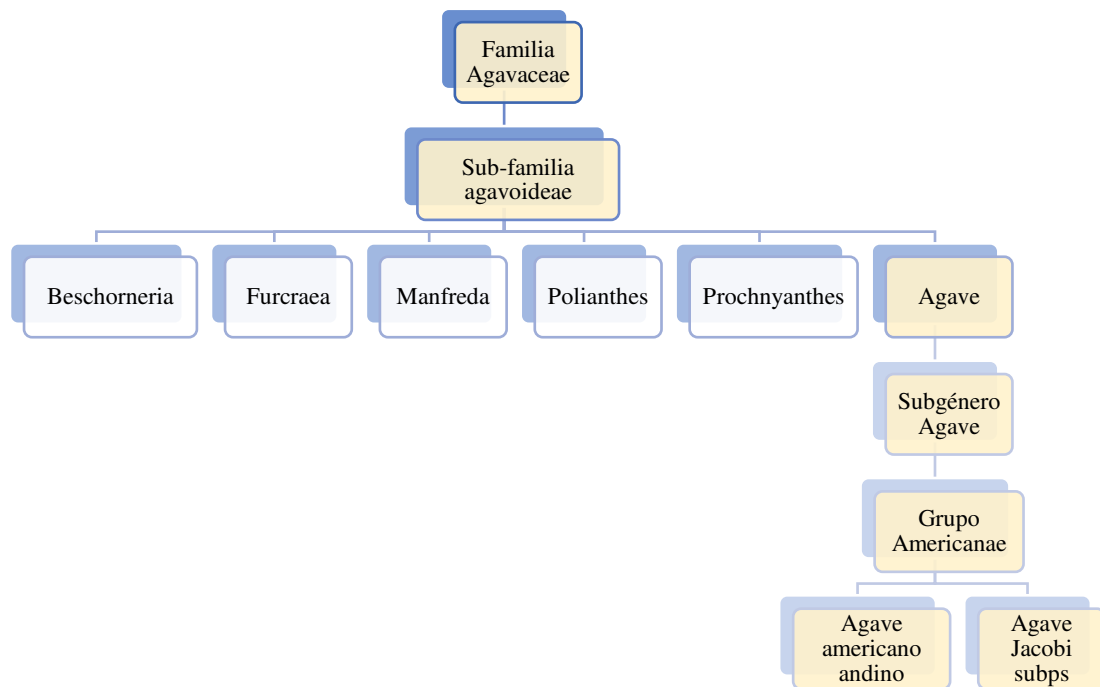 Familia
Agavaceae
Sub-familia
agavoideae
Beschorneria
Furcraea
Manfreda
Polianthes
Prochnyanthes
Agave
Subgénero
Agave
Grupo
Americanae
Agave
americano
andino
Agave
Jacobi
subps